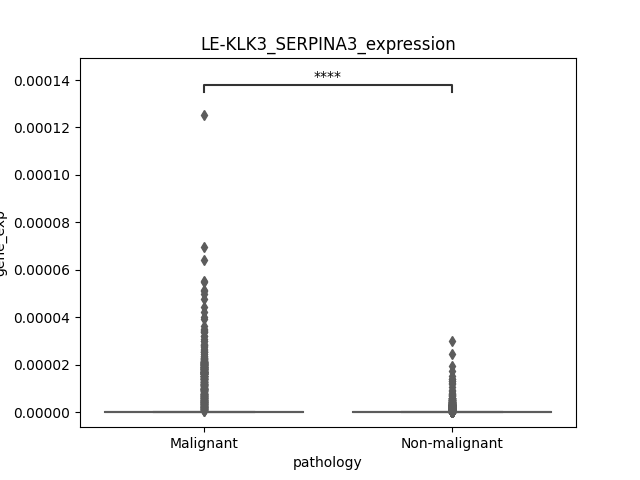 LE-KLK3_SERPINA3_expression
****
0.00014
0.00012
0.00010
0.00008
0.00006
0.00004
0.00002
0.00000
gene_exp
Malignant
Non-malignant
pathology